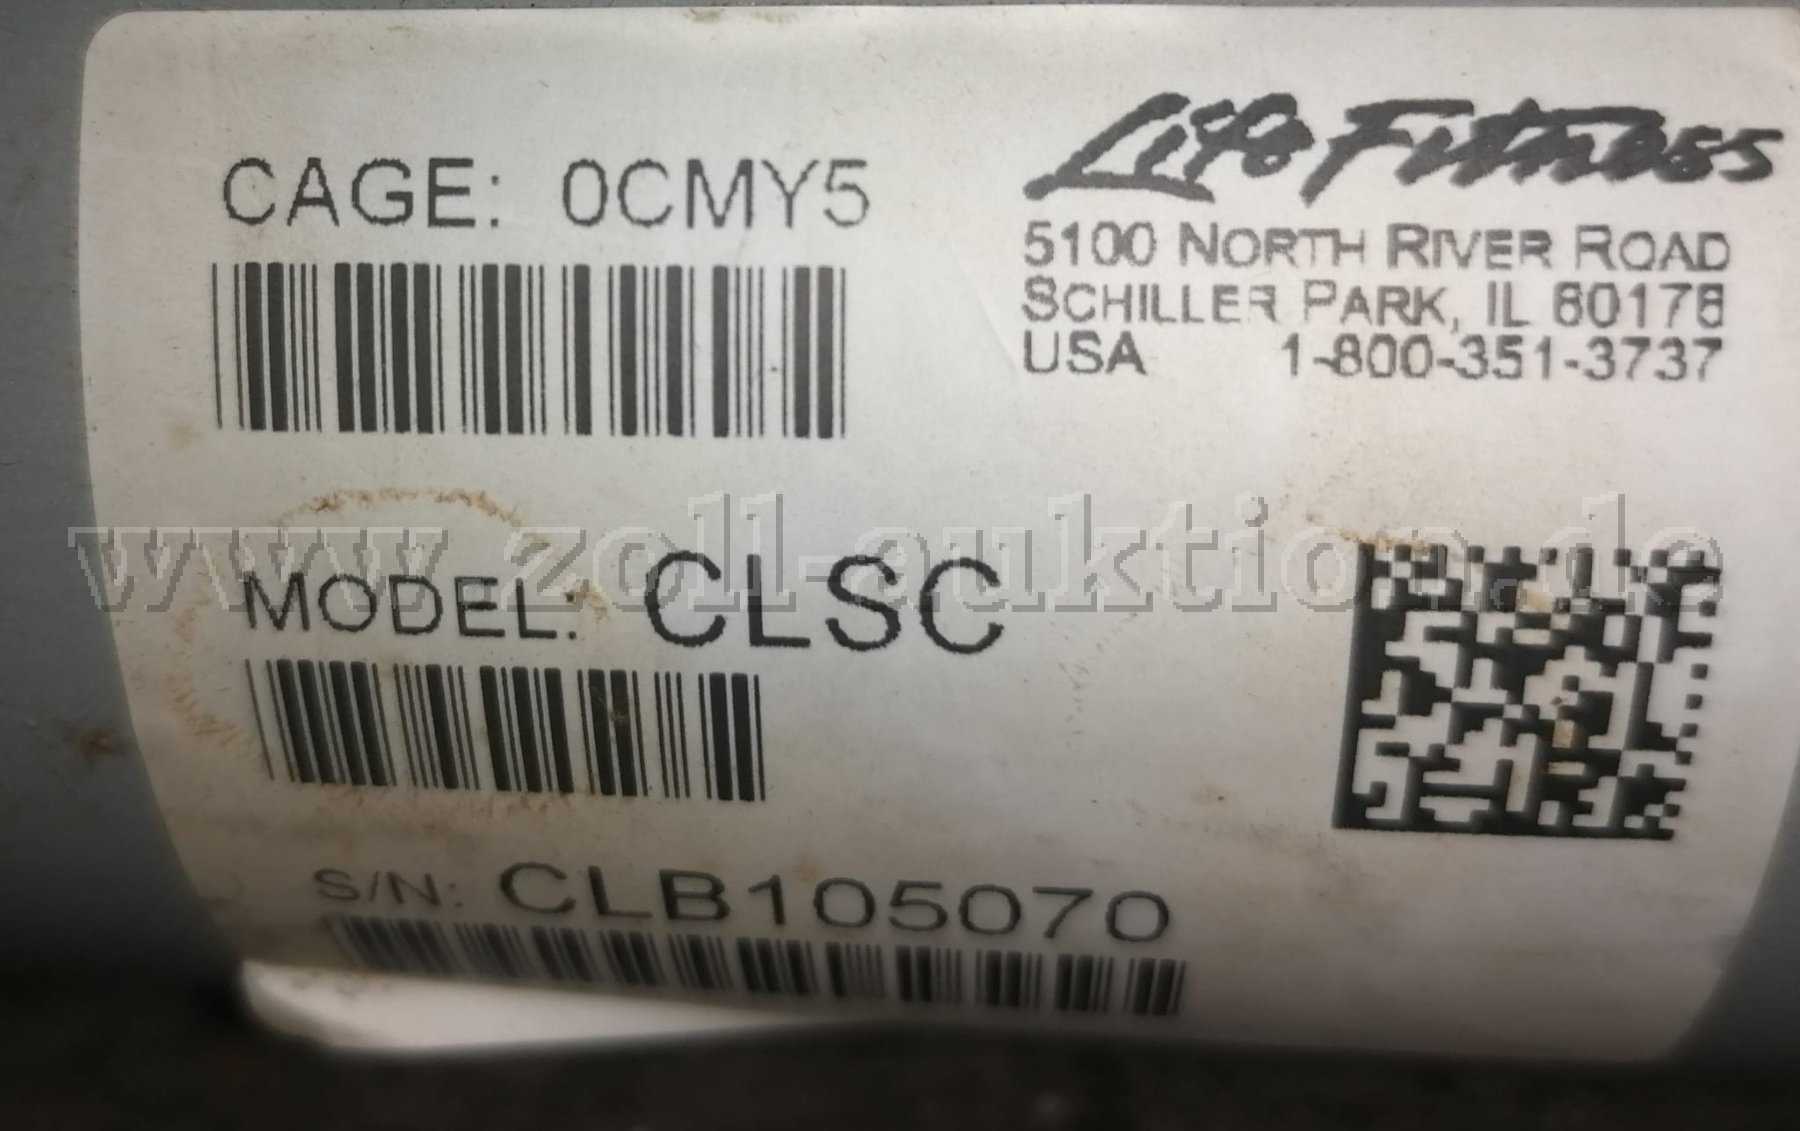 Life Fitness
CAGE: 0CMY5
5100 NORTH RIVER ROAD
SCHILLER PARK, IL 60176
USA 1-800-351-3737
www.zoll-auktion.de
MODEL: CLSC
S/N: CLB105070